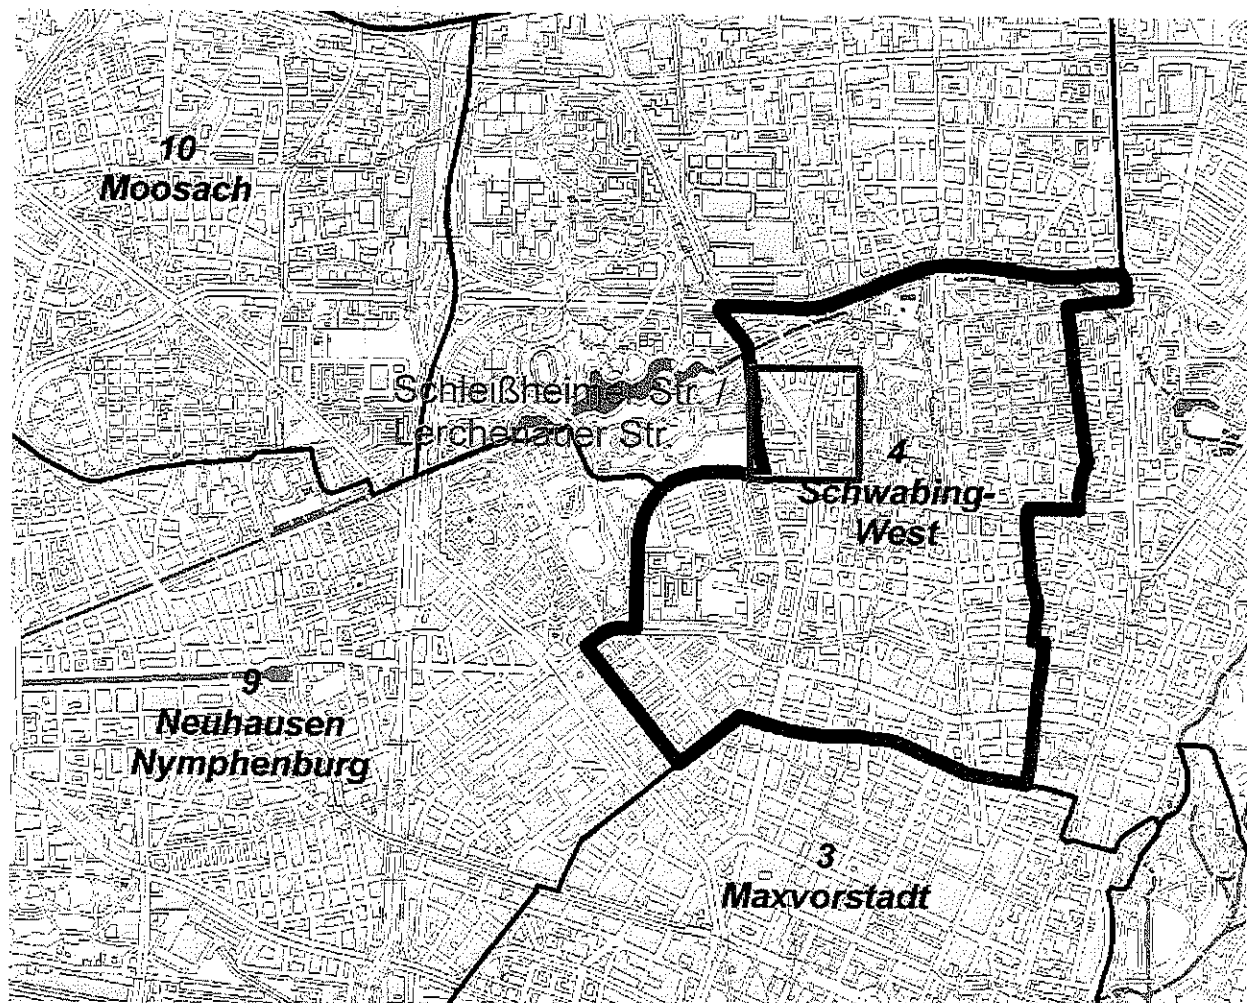 10
Moosach
Schleißheimer Str. /
Lerchenauer Str.
4
Schwabing-
West
9
Neuhausen
Nymphenburg
3
Maxvorstadt